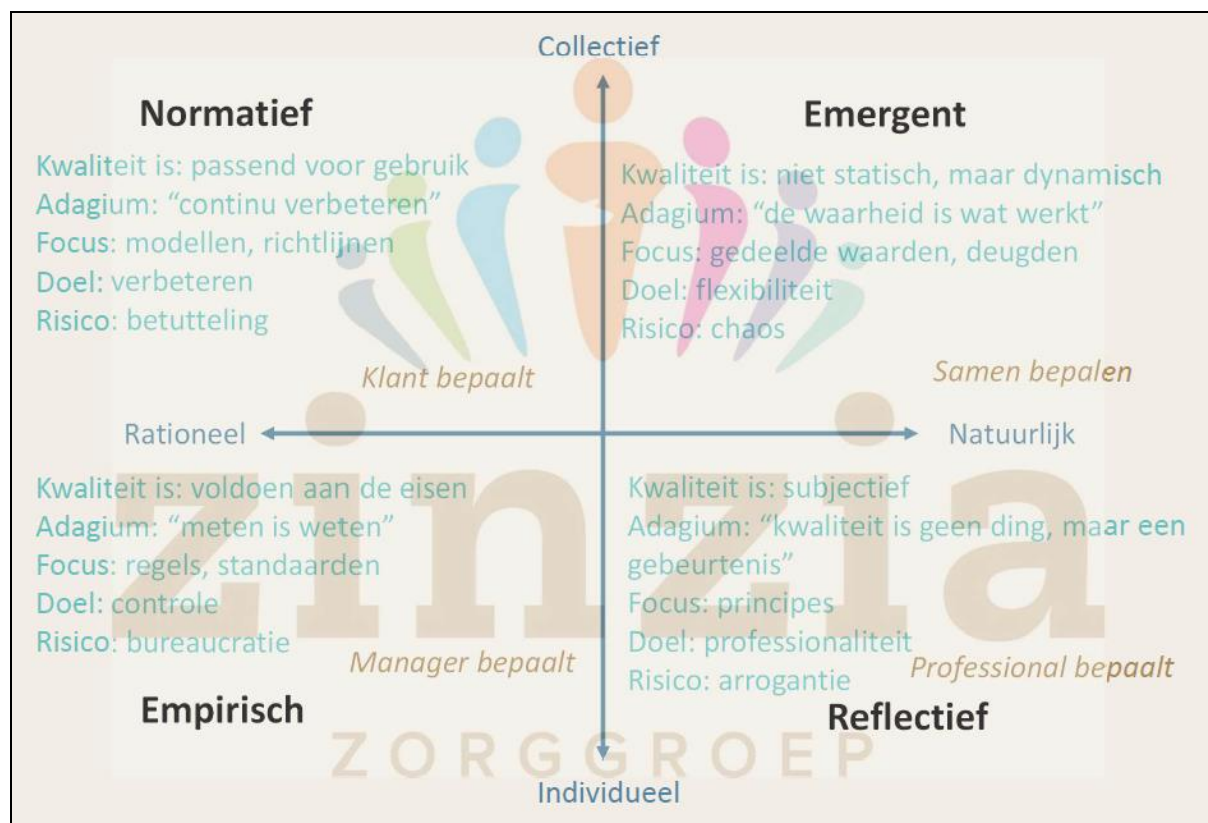 Collectief
Normatief
Kwaliteit is: passend voor gebruik
Adagium: “continu verbeteren”
Focus: modellen, richtlijnen
Doel: verbeteren
Risico: betutteling
Klant bepaalt
Emergent
Kwaliteit is: niet statisch, maar dynamisch
Adagium: “de waarheid is wat werkt”
Focus: gedeelde waarden, deugden
Doel: flexibiliteit
Risico: chaos
Samen bepalen
Rationeel
Natuurlijk
Kwaliteit is: voldoen aan de eisen
Adagium: “meten is weten”
Focus: regels, standaarden
Doel: controle
Risico: bureaucratie
Manager bepaalt
Empirisch
Kwaliteit is: subjectief
Adagium: “kwaliteit is geen ding, maar een
gebeurtenis”
Focus: principes
Doel: professionaliteit
Risico: arrogantie
Professional bepaalt
Reflectief
Individueel
zinzia
ZORGGROEP